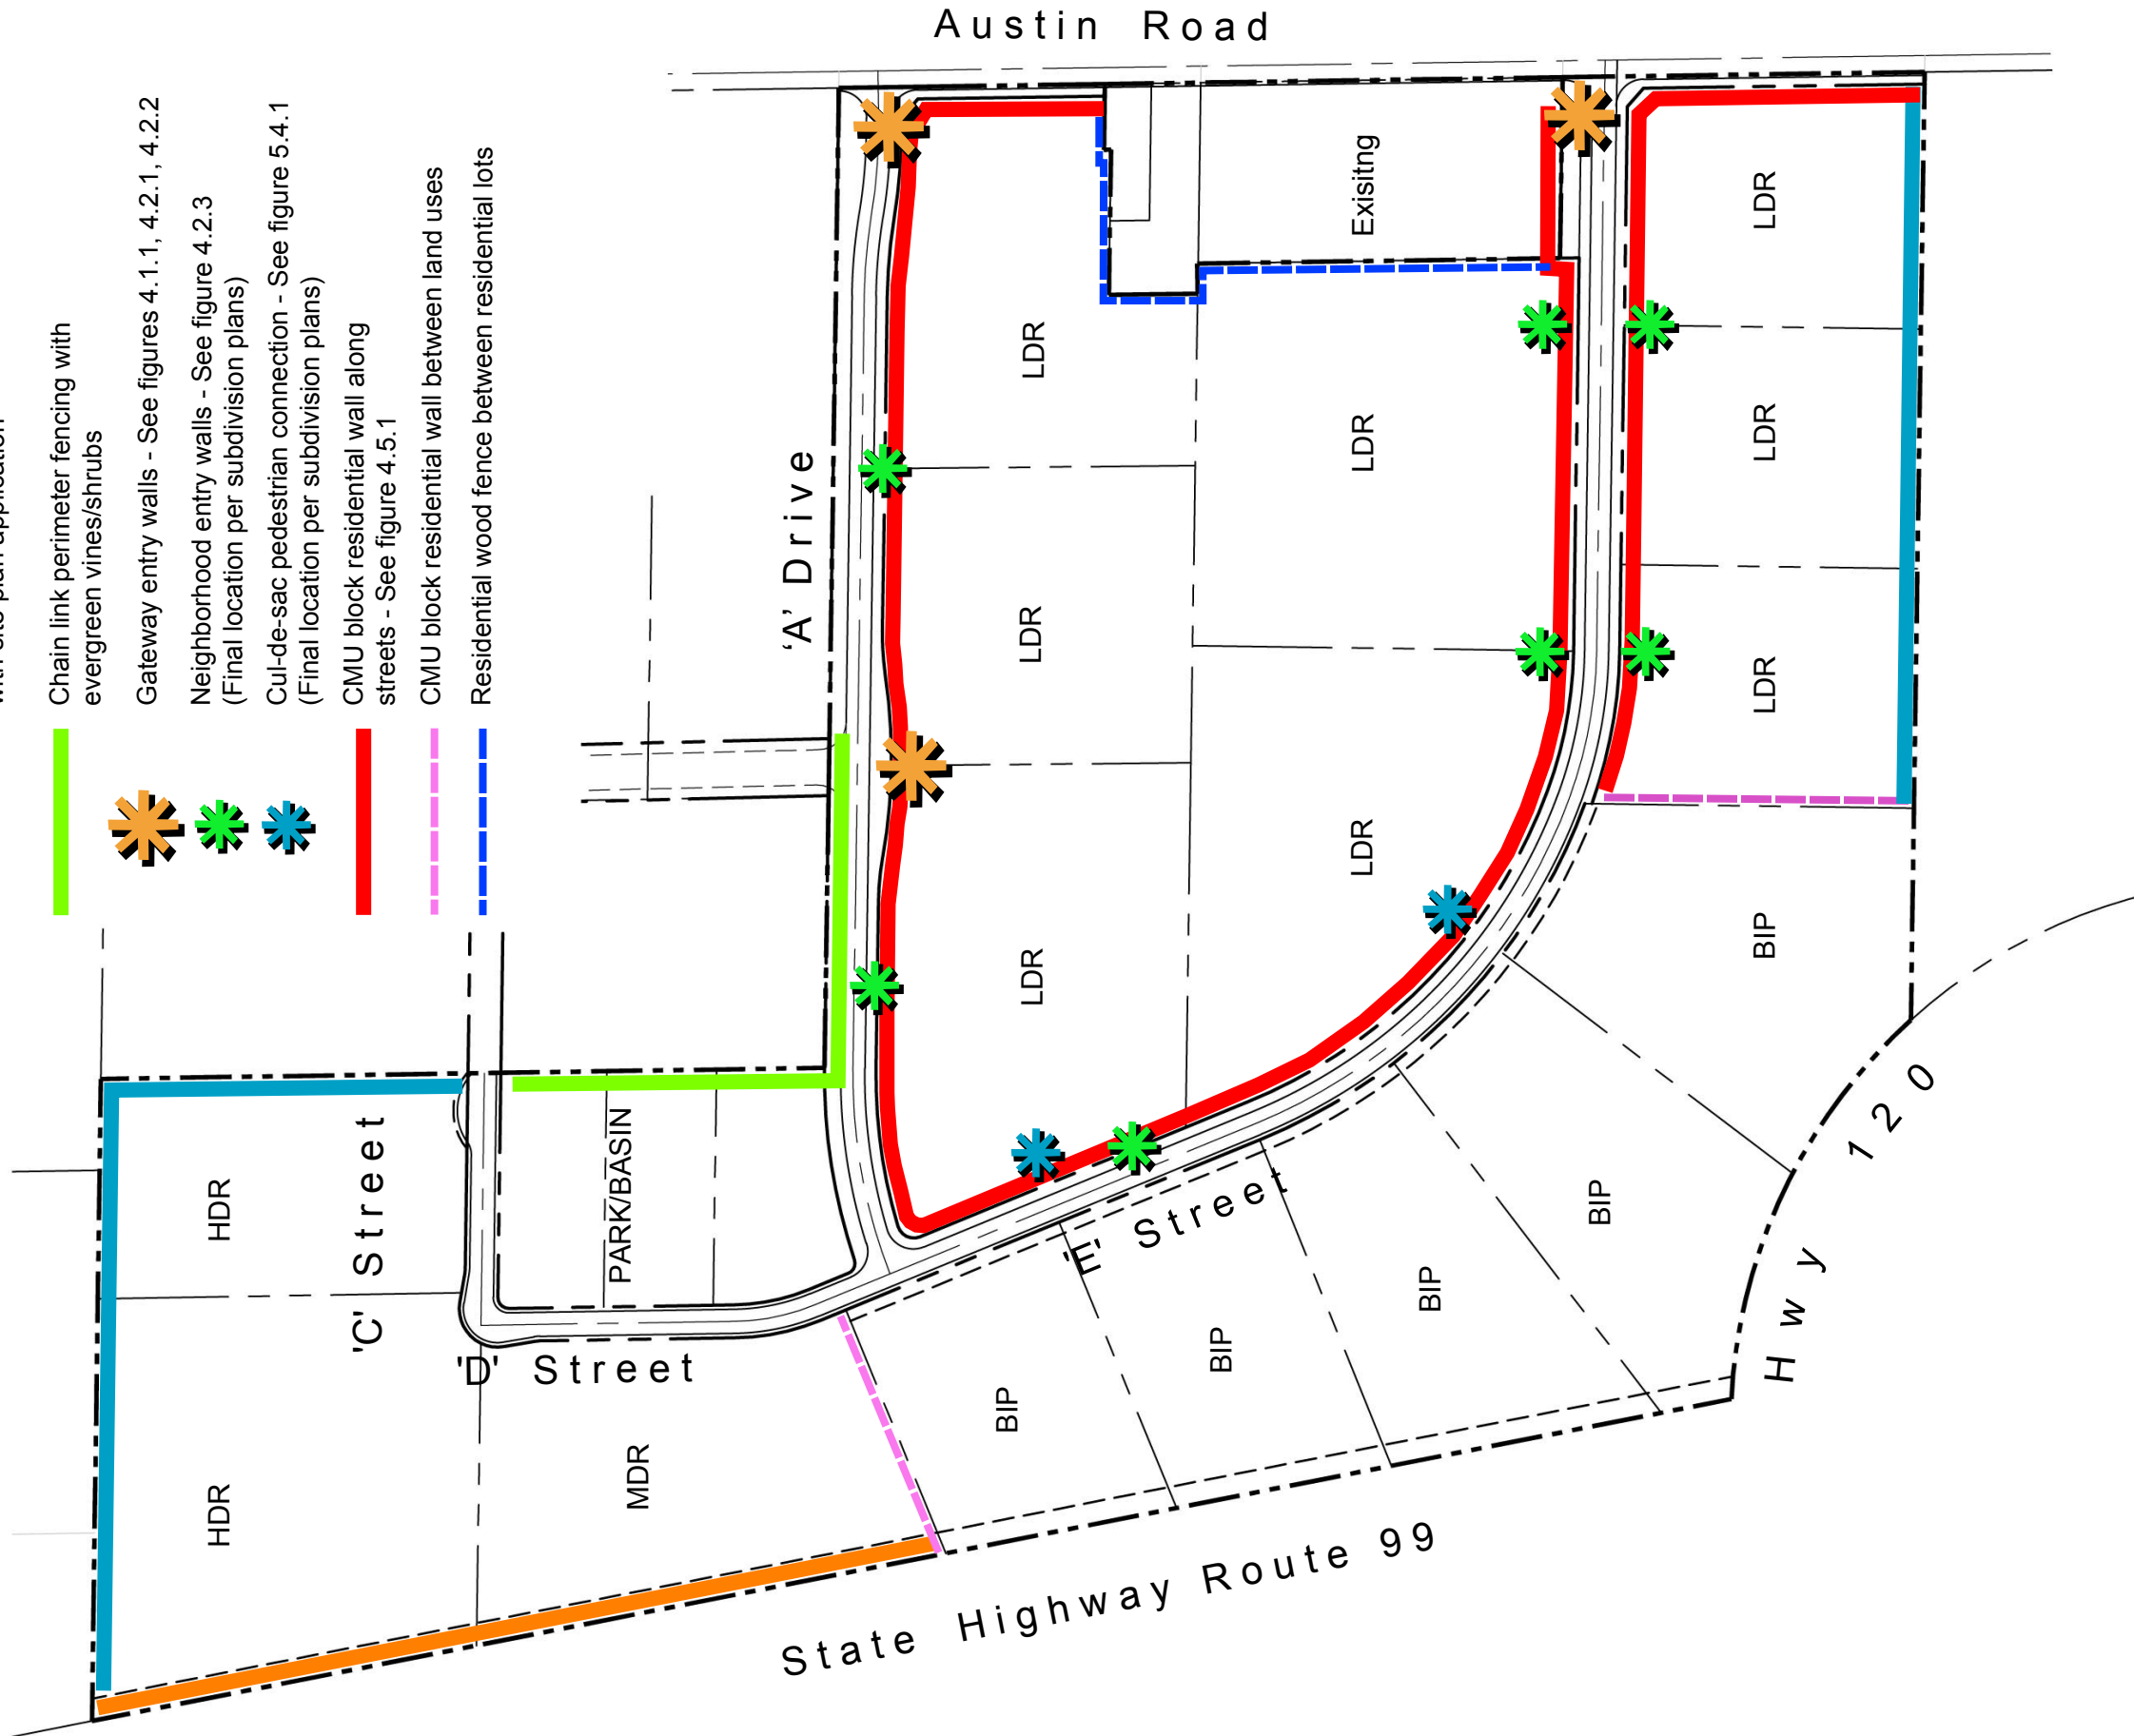 Austin Road
with site plan application
Chain link perimeter fencing with
evergreen vines/shrubs
Gateway entry walls - See figures 4.1.1, 4.2.1, 4.2.2
Neighborhood entry walls - See figure 4.2.3
(Final location per subdivision plans)
Cul-de-sac pedestrian connection - See figure 5.4.1
(Final location per subdivision plans)
CMU block residential wall along
streets - See figure 4.5.1
CMU block residential wall between land uses
Residential wood fence between residential lots
'A' Drive
Exisitng
LDR
LDR
LDR
LDR
LDR
LDR
LDR
LDR
BIP
LDR
HDR
'C' Street
PARK/BASIN
'E' Street
BIP
Hwy 120
'D' Street
BIP
BIP
BIP
HDR
MDR
State Highway Route 99